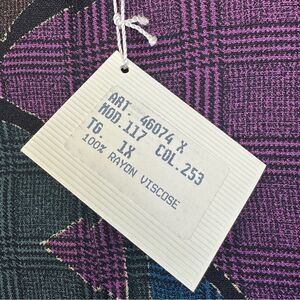 ART. 46074 X
MOD.117 COL.253
TG. 1X
100% RAYON VISCOSE